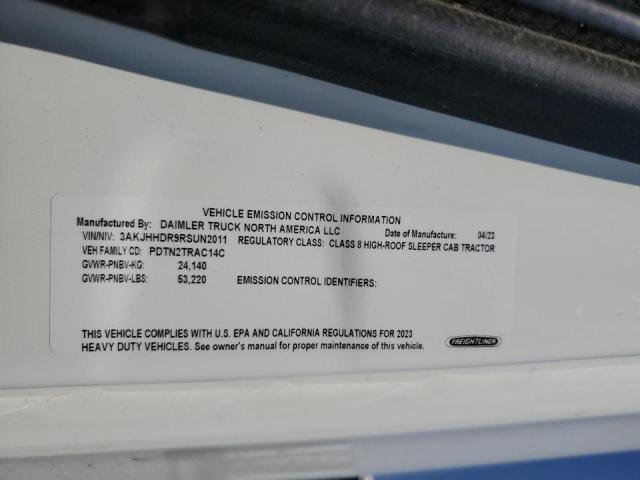 VEHICLE EMISSION CONTROL INFORMATION
Manufactured By: DAIMLER TRUCK NORTH AMERICA LLC Date of Manufacture: 04/23
VIN/NIV: 3AKJHHDR9RSUN2011 REGULATORY CLASS: CLASS 8 HIGH-ROOF SLEEPER CAB TRACTOR
VEH FAMILY CD: PDTN2TRAC14C
GVWR-PNBV-KG: 24,140
GVWR-PNBV-LBS: 53,220 EMISSION CONTROL IDENTIFIERS:
THIS VEHICLE COMPLIES WITH U.S. EPA AND CALIFORNIA REGULATIONS FOR 2023
HEAVY DUTY VEHICLES. See owner's manual for proper maintenance of this vehicle.
FREIGHTLINER